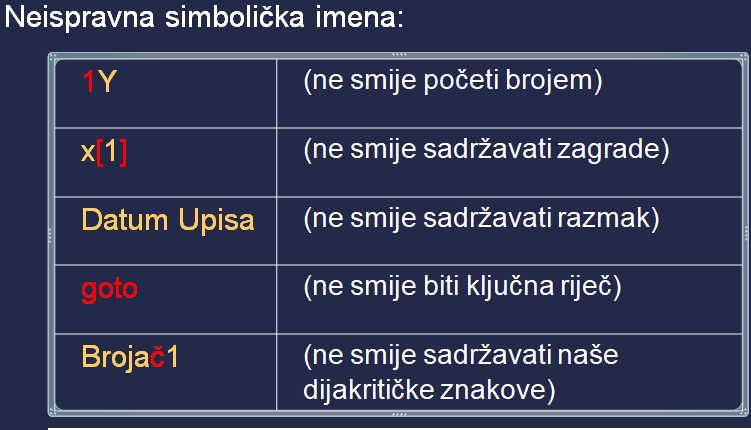 Neispravna simbolička imena:
1Y (ne smije početi brojem)
x[1] (ne smije sadržavati zagrade)
Datum Upisa (ne smije sadržavati razmak)
goto (ne smije biti ključna riječ)
Brojač1 (ne smije sadržavati naše
dijakritičke znakove)